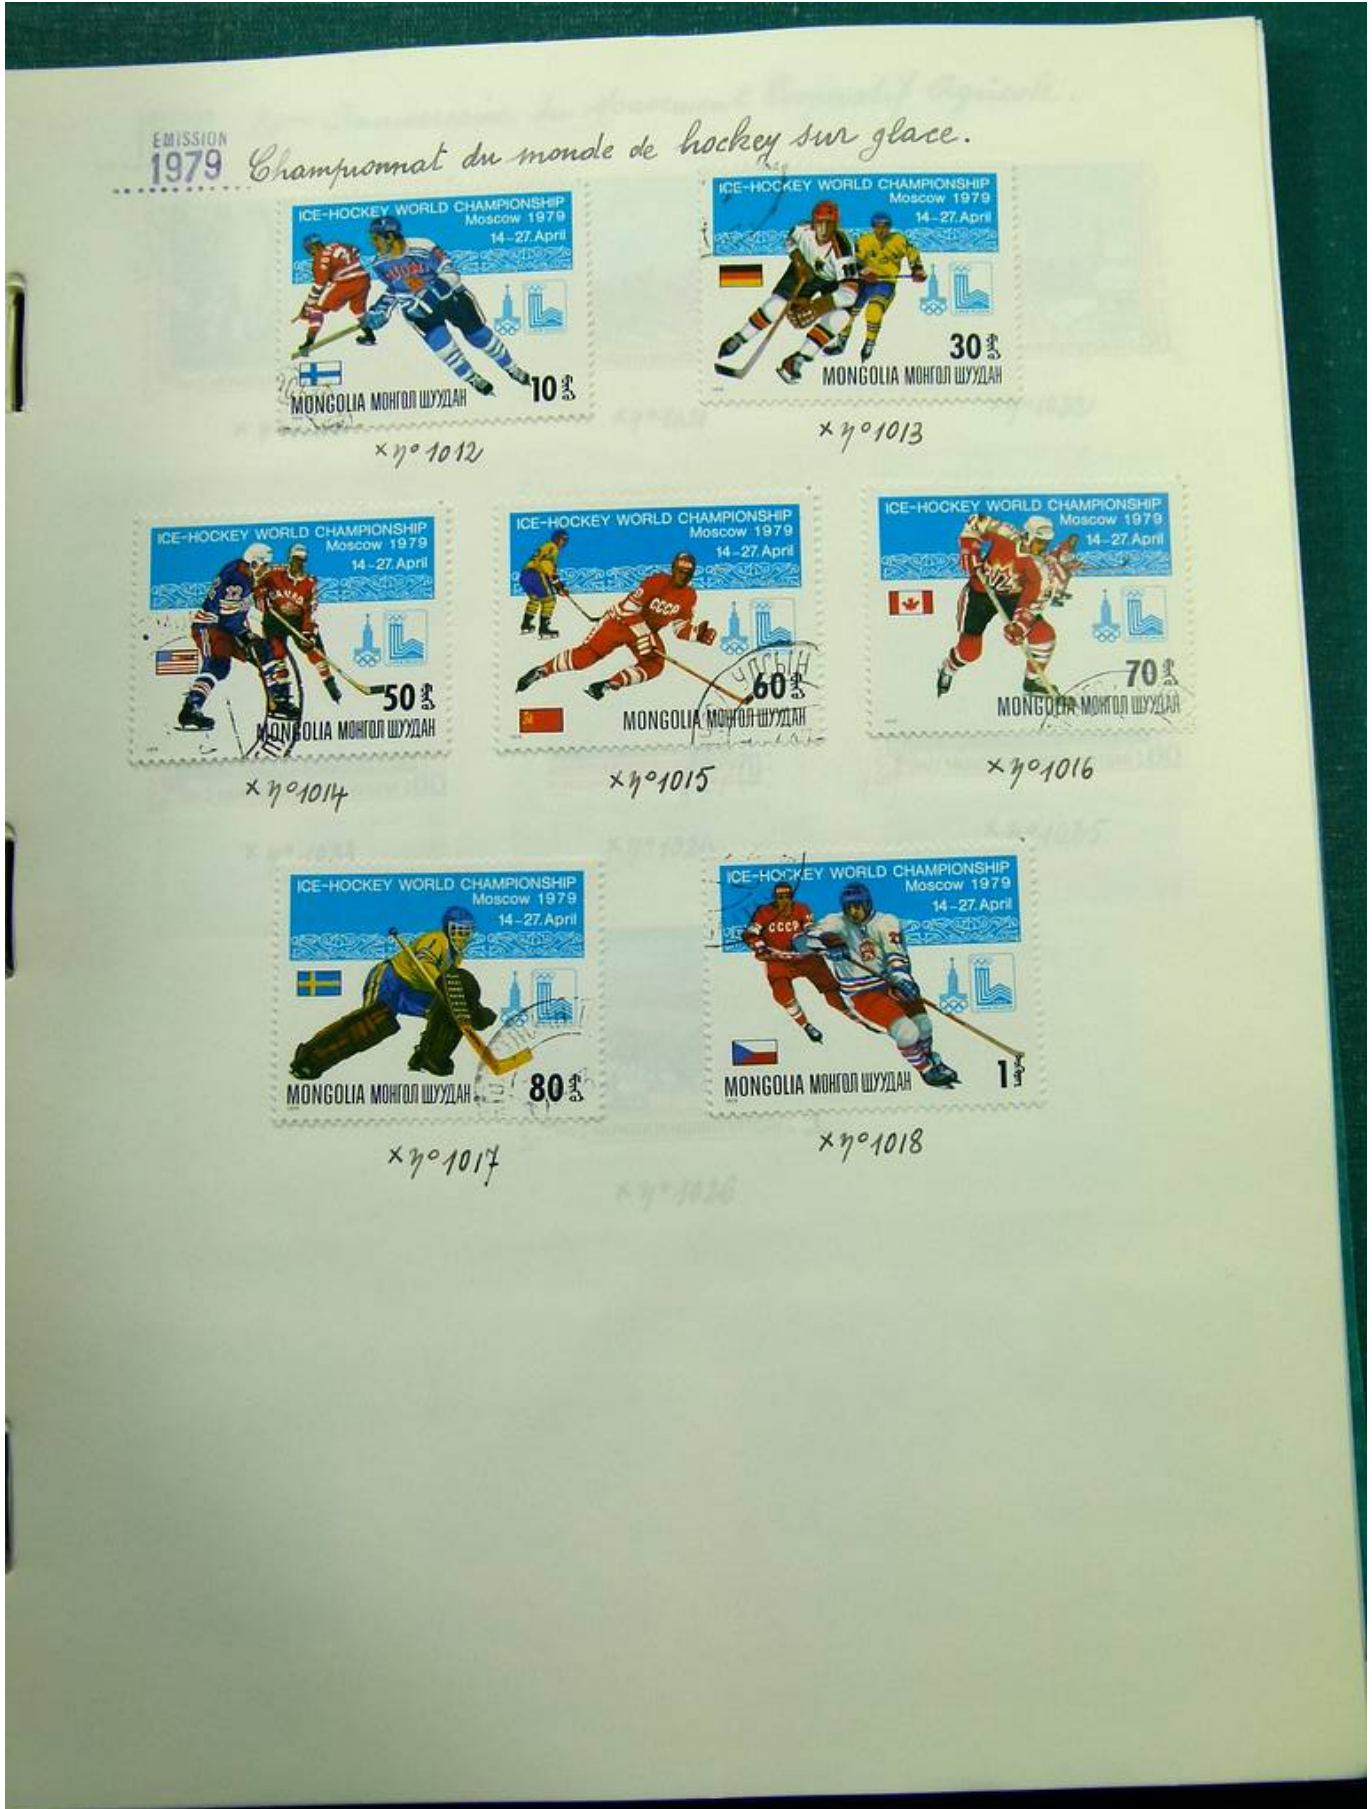 EMISSION
1979 Championnat du monde de hockey sur glace.
ICE-HOCKEY WORLD CHAMPIONSHIP
Moscow 1979
14-27. April
10
MONGOLIA МОНГОЛ ШУУДАН
x n° 1012
ICE-HOCKEY WORLD CHAMPIONSHIP
Moscow 1979
14-27. April
30
MONGOLIA МОНГОЛ ШУУДАН
x n° 1013
ICE-HOCKEY WORLD CHAMPIONSHIP
Moscow 1979
14-27. April
50
MONGOLIA МОНГОЛ ШУУДАН
x n° 1014
ICE-HOCKEY WORLD CHAMPIONSHIP
Moscow 1979
14-27. April
CCCP
60
MONGOLIA МОНГОЛ ШУУДАН
x n° 1015
ICE-HOCKEY WORLD CHAMPIONSHIP
Moscow 1979
14-27. April
70
MONGOLIA МОНГОЛ ШУУДАН
x n° 1016
ICE-HOCKEY WORLD CHAMPIONSHIP
Moscow 1979
14-27. April
80
MONGOLIA МОНГОЛ ШУУДАН
x n° 1017
ICE-HOCKEY WORLD CHAMPIONSHIP
Moscow 1979
14-27. April
CCCP
1
MONGOLIA МОНГОЛ ШУУДАН
x n° 1018